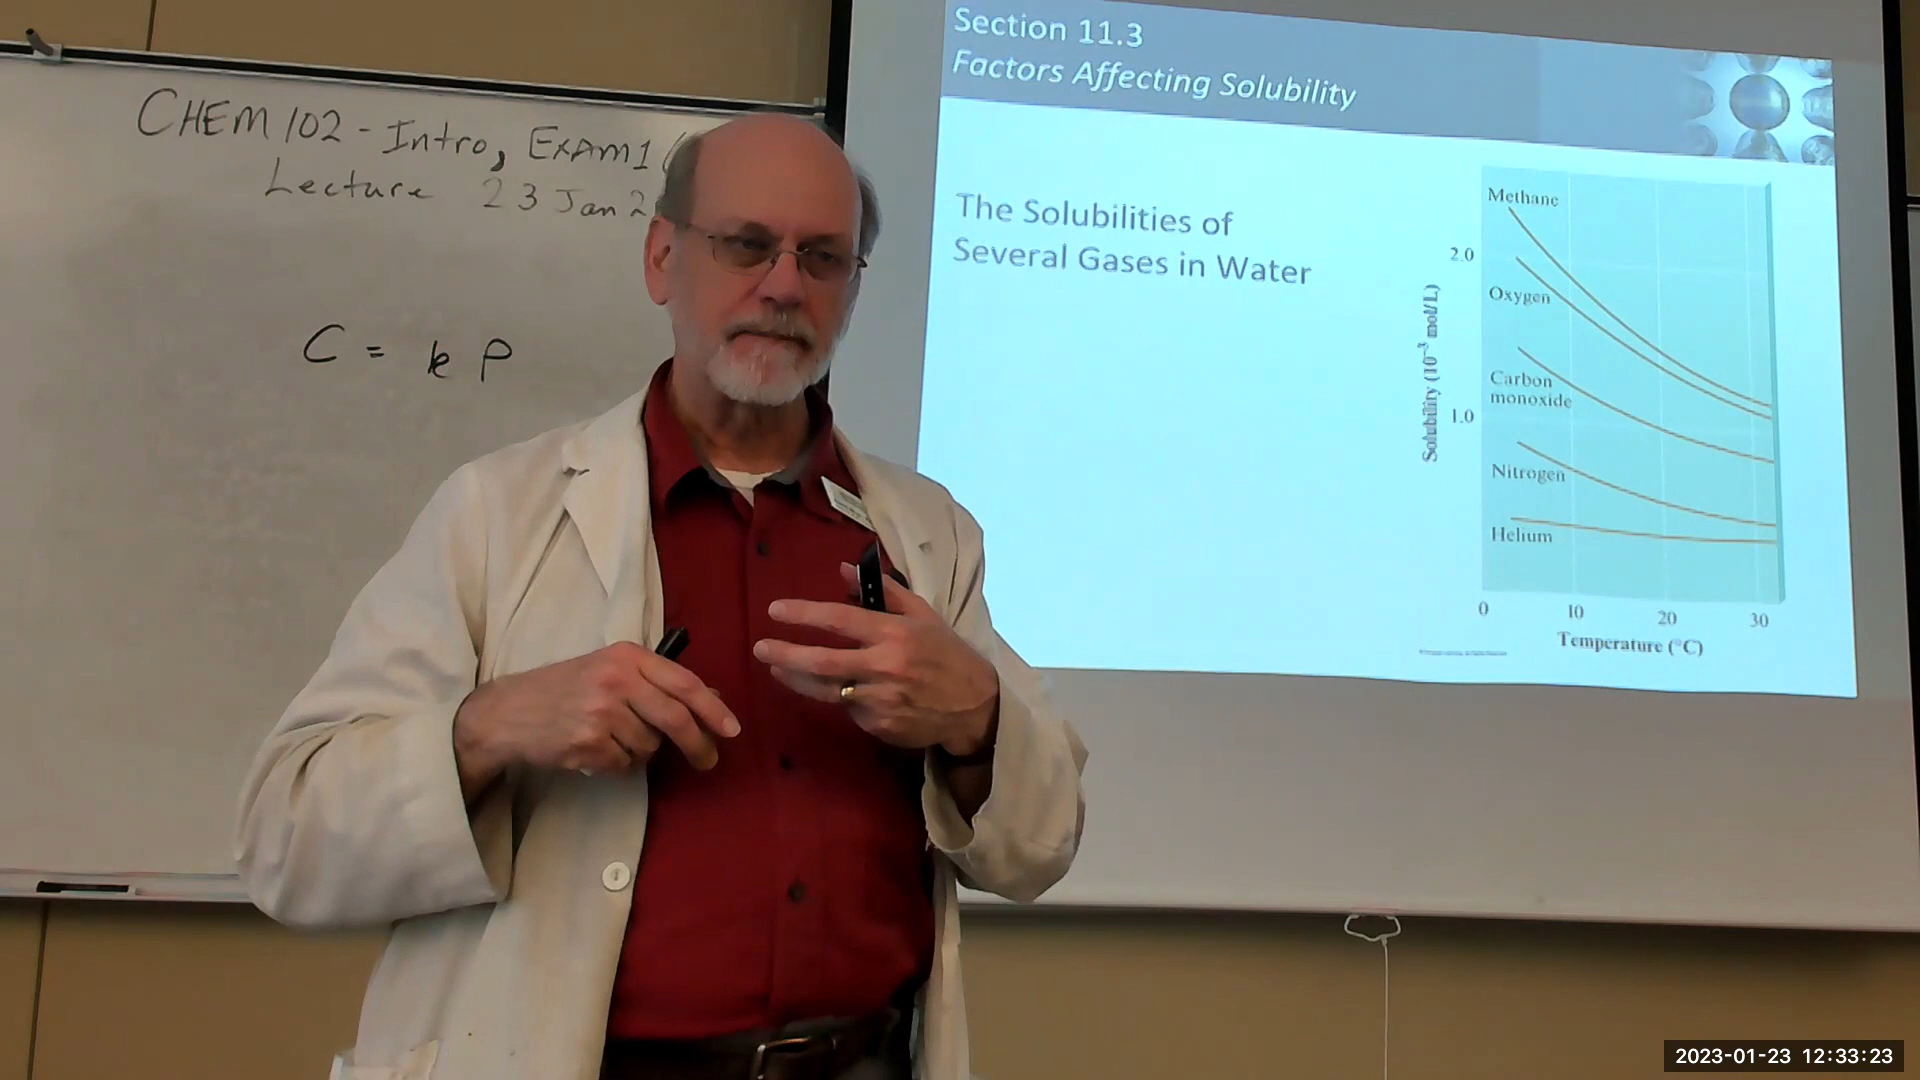 CHEM 102 - Intro, EXAM 1 (
Lecture 23 Jan 2
C = k P
Section 11.3
Factors Affecting Solubility
The Solubilities of
Several Gases in Water
Methane
2.0
Oxygen
Solubility (10⁻³ mol/L)
Carbon
monoxide
1.0
Nitrogen
Helium
0 10 20 30
Temperature (°C)
2023-01-23 12:33:23